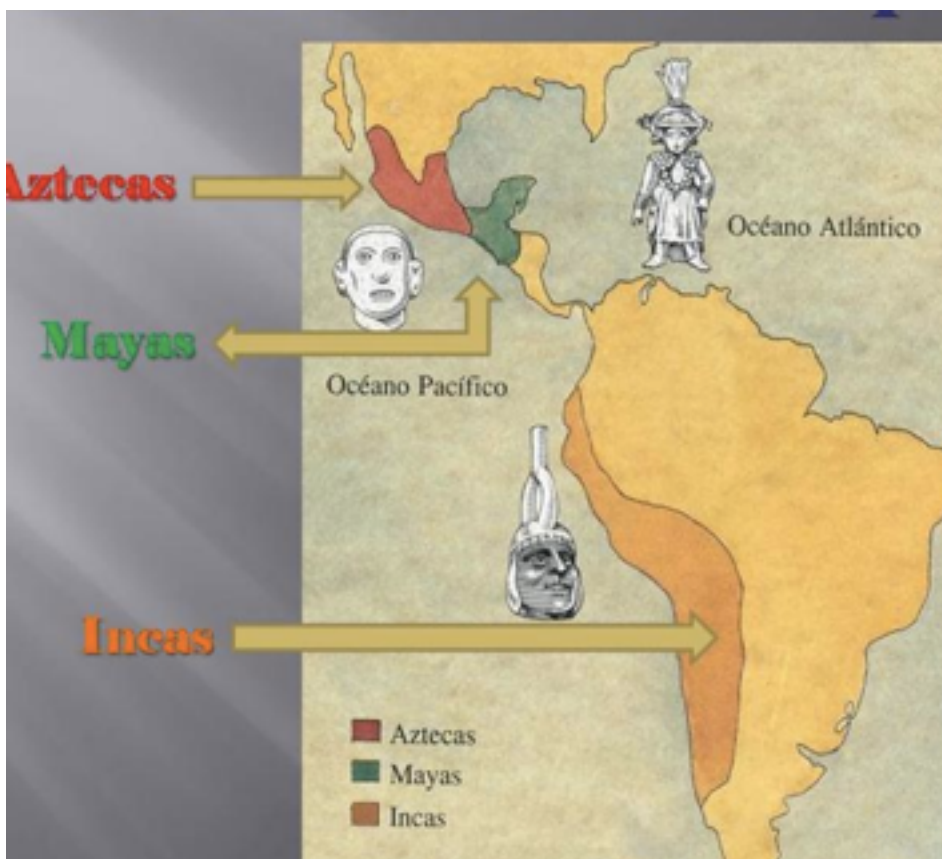 Aztecas
Océano Atlántico
Mayas
Océano Pacífico
Incas
Aztecas
Mayas
Incas